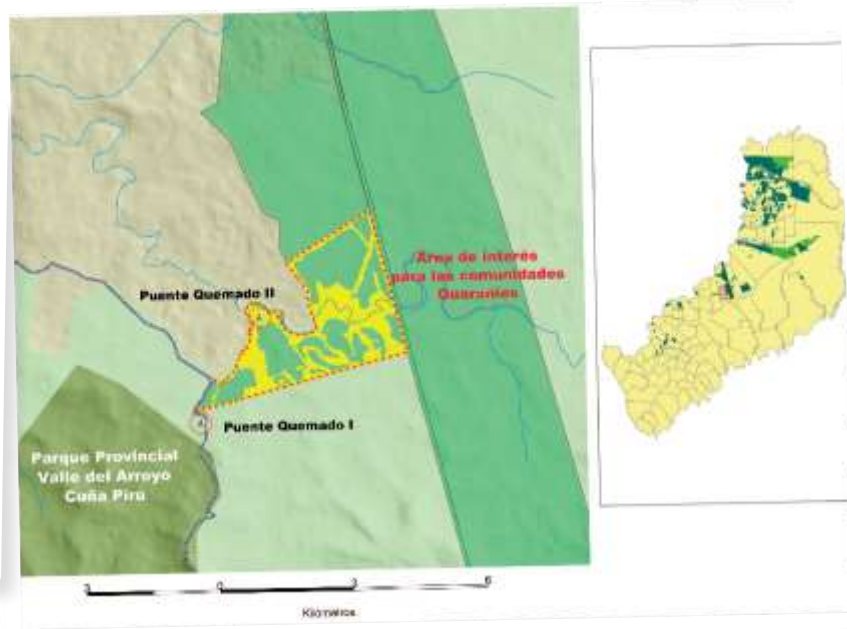 Area de interés
para las comunidades
Guaraníes
Puente Quemado II
Puente Quemado I
Parque Provincial
Valle del Arroyo
Cuña Pirú
3 0 3 6
Kilómetros